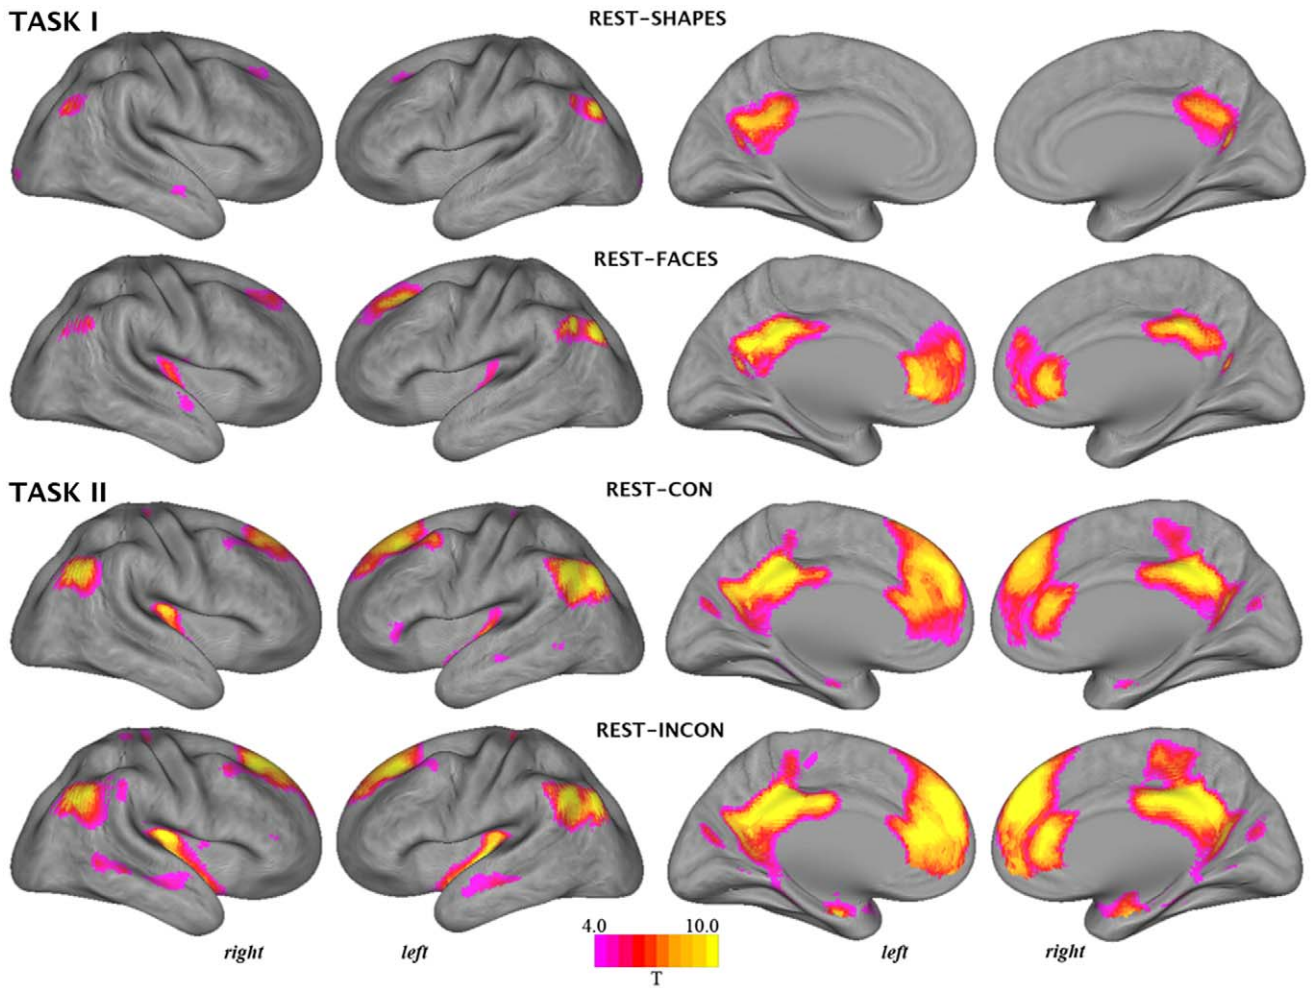 TASK I
REST-SHAPES
REST-FACES
TASK II
REST-CON
REST-INCON
4.0 10.0
T
right left left right